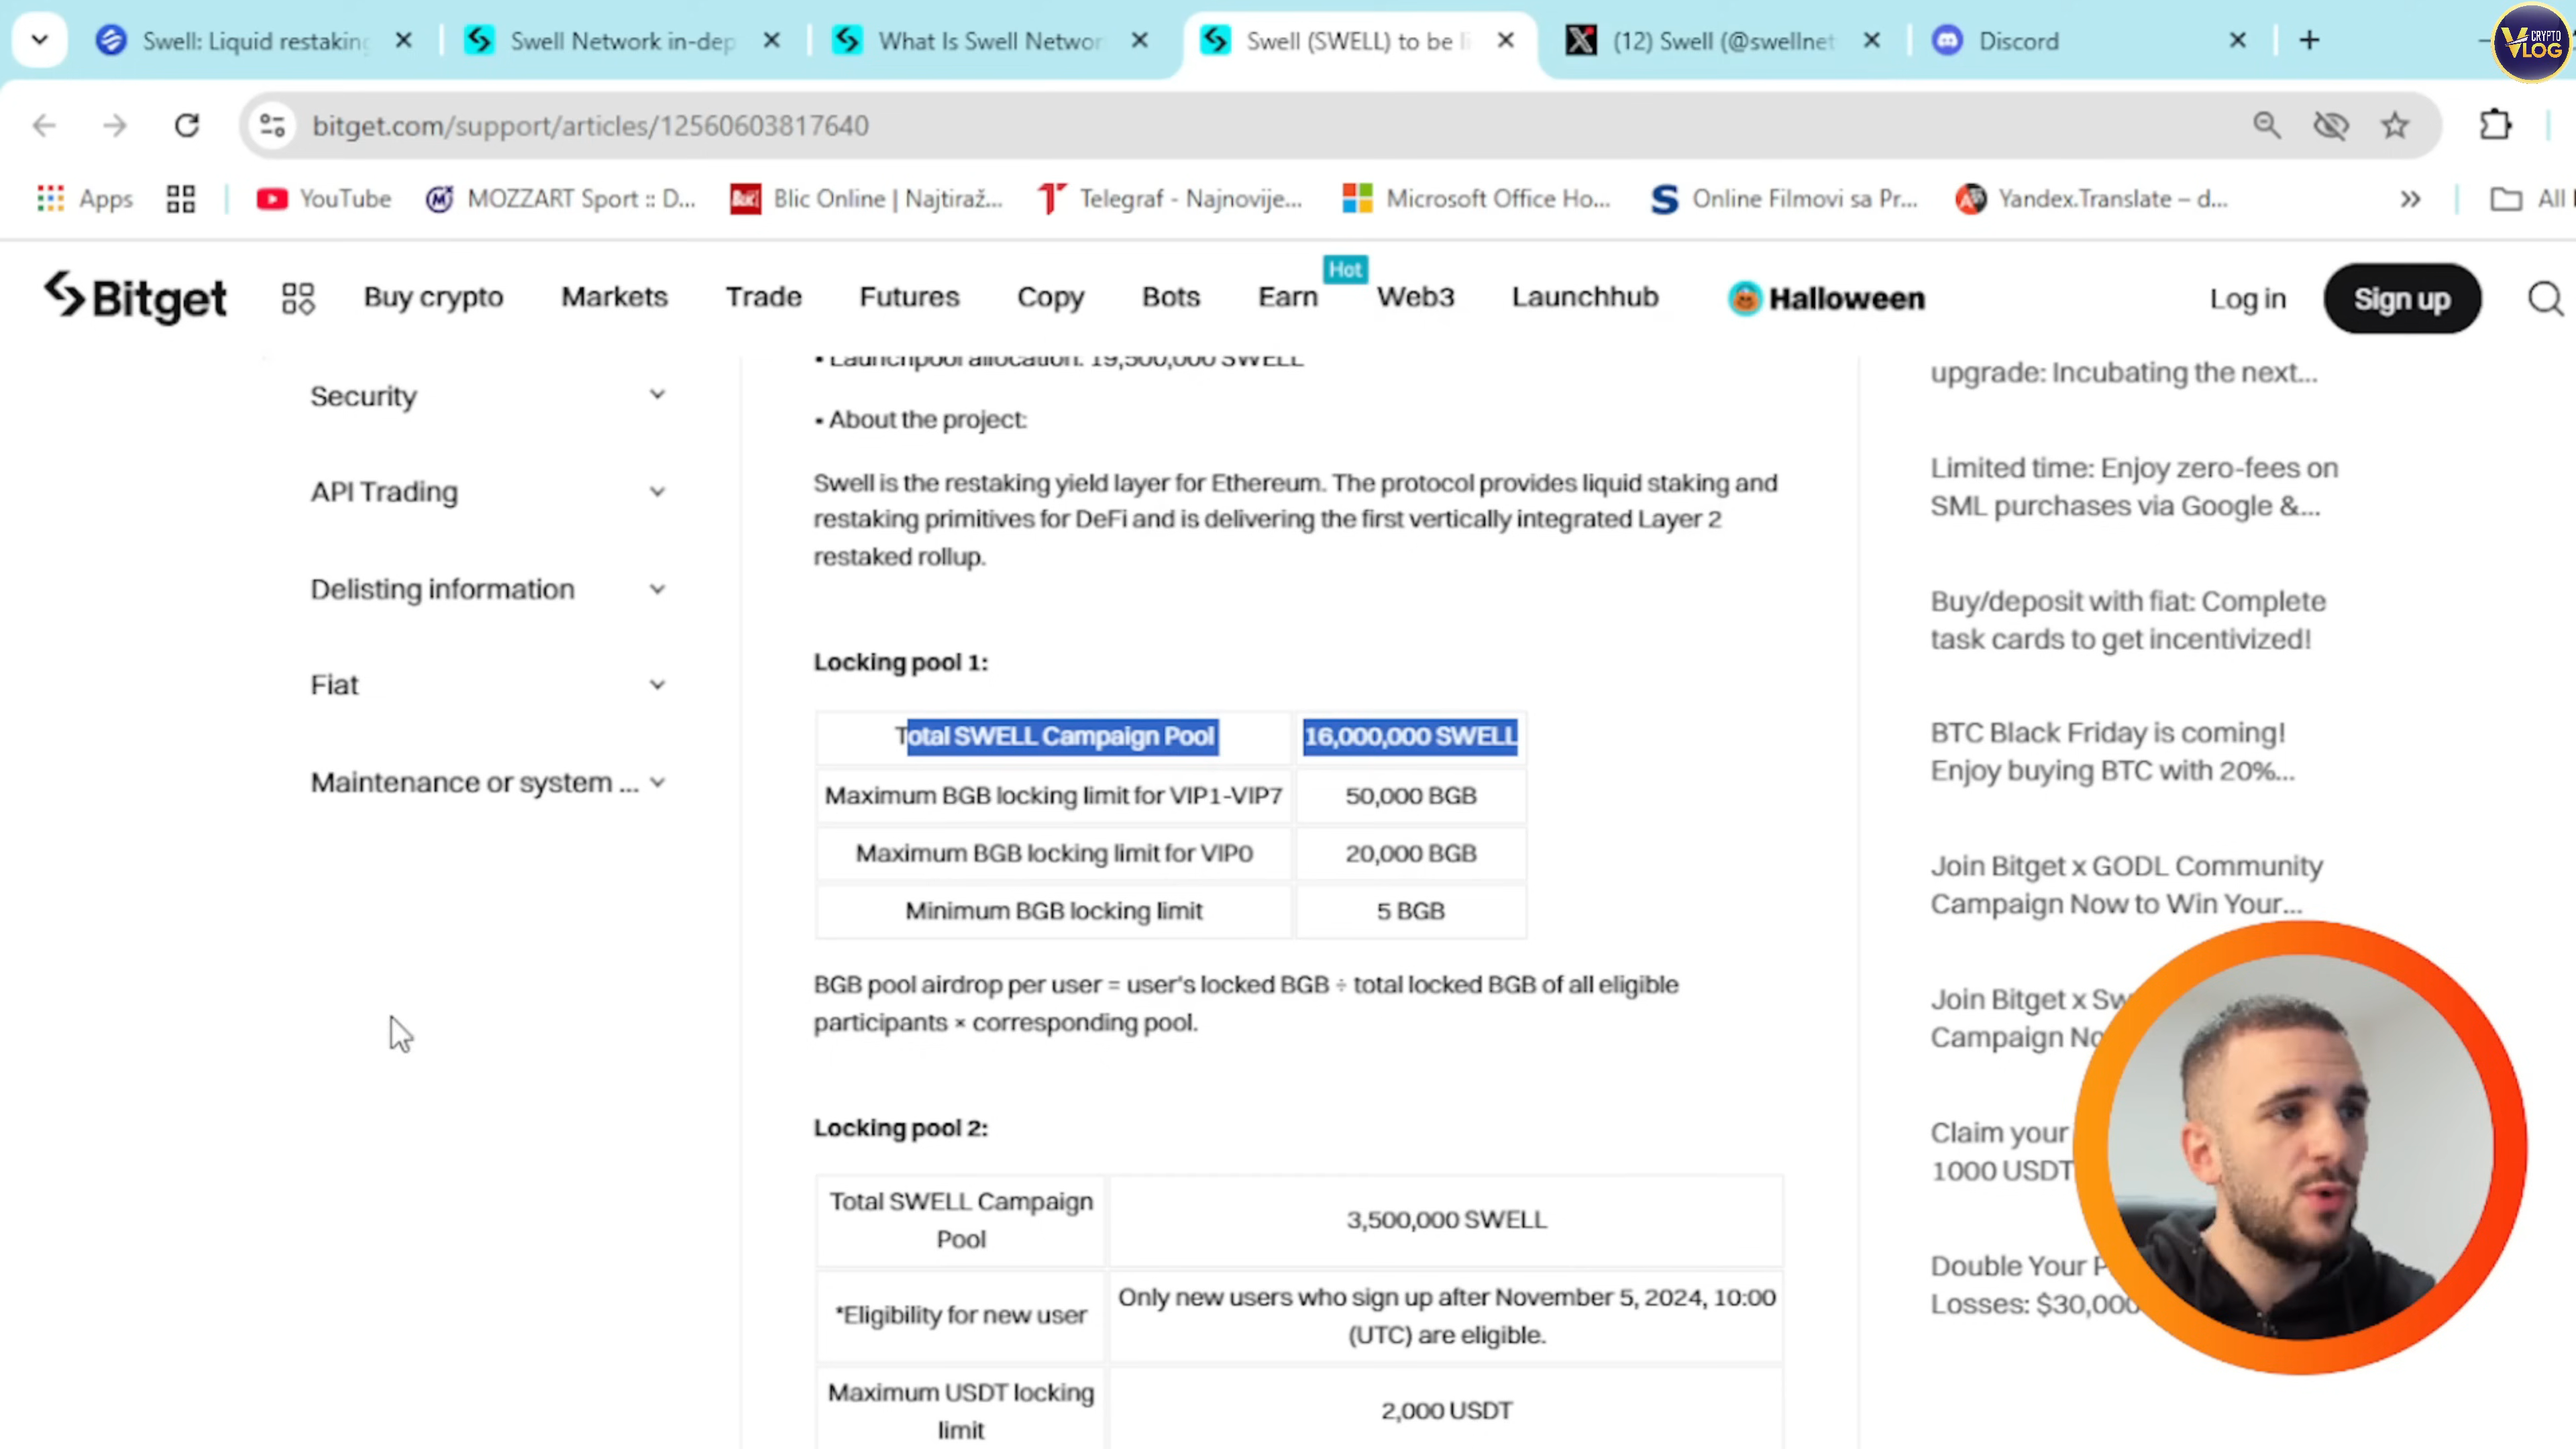 Swell: Liquid restaking
Swell Network in-dep
What Is Swell Networ
Swell (SWELL) to be li
(12) Swell (@swellnet
Discord
CRYPTO
VLOG
bitget.com/support/articles/12560603817640
Apps
YouTube
MOZZART Sport :: D...
Blic Online | Najtiraž...
Telegraf - Najnovije...
Microsoft Office Ho...
Online Filmovi sa Pr...
Yandex.Translate – d...
All
Bitget
Buy crypto
Markets
Trade
Futures
Copy
Bots
Earn
Hot
Web3
Launchhub
Halloween
Log in
Sign up
Security
API Trading
Delisting information
Fiat
Maintenance or system ...
• Launchpool allocation: 19,500,000 SWELL
• About the project:
Swell is the restaking yield layer for Ethereum. The protocol provides liquid staking and
restaking primitives for DeFi and is delivering the first vertically integrated Layer 2
restaked rollup.
Locking pool 1:
Total SWELL Campaign Pool 16,000,000 SWELL
Maximum BGB locking limit for VIP1-VIP7 50,000 BGB
Maximum BGB locking limit for VIP0 20,000 BGB
Minimum BGB locking limit 5 BGB
BGB pool airdrop per user = user's locked BGB ÷ total locked BGB of all eligible
participants × corresponding pool.
Locking pool 2:
Total SWELL Campaign
Pool
3,500,000 SWELL
*Eligibility for new user
Only new users who sign up after November 5, 2024, 10:00
(UTC) are eligible.
Maximum USDT locking
limit
2,000 USDT
upgrade: Incubating the next...
Limited time: Enjoy zero-fees on
SML purchases via Google &...
Buy/deposit with fiat: Complete
task cards to get incentivized!
BTC Black Friday is coming!
Enjoy buying BTC with 20%...
Join Bitget x GODL Community
Campaign Now to Win Your...
Join Bitget x Sw
Campaign No
Claim your
1000 USDT
Double Your P
Losses: $30,000